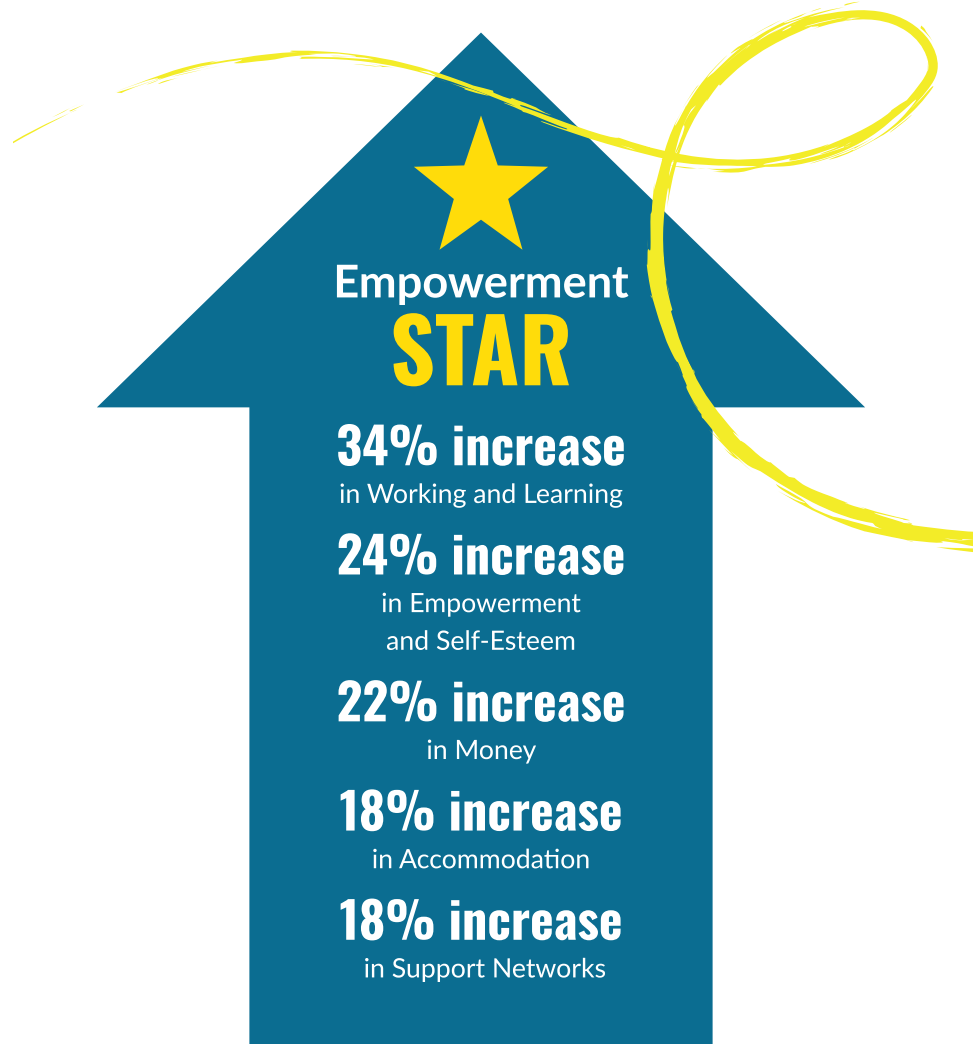 Empowerment
STAR
34% increase
in Working and Learning
24% increase
in Empowerment
and Self-Esteem
22% increase
in Money
18% increase
in Accommodation
18% increase
in Support Networks